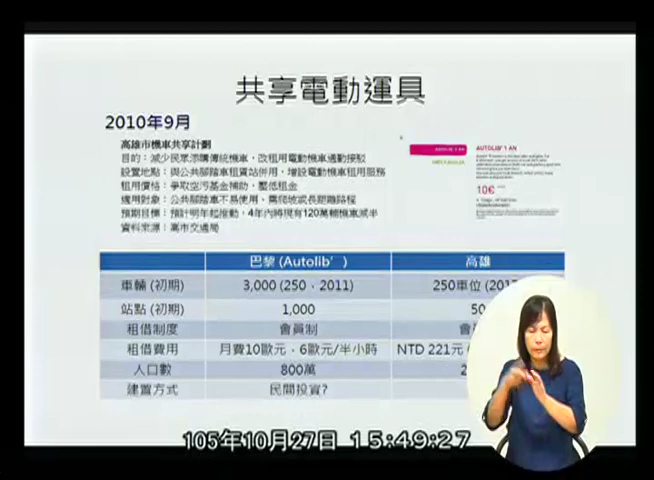 共享電動運具
2010年9月
高雄市機車共享計劃
目的：減少民眾添購傳統機車，改租用電動機車通勤接駁
設置地點：與公共腳踏車租賃站併用，增設電動機車租用服務
租用價格：爭取空污基金補助，壓低租金
適用對象：公共腳踏車不易使用、需爬坡或長距離路程
預期目標：預計明年起推動，4年內將現有120萬輛機車減半
資料來源：高市交通局
AUTOLIB' 1 AN
10€
巴黎 (Autolib') 高雄
車輛 (初期) 3,000 (250，2011) 250車位
站點 (初期) 1,000 50
租借制度 會員制
租借費用 月費10歐元，6歐元/半小時 NTD 221元
人口數 800萬
建置方式 民間投資?
105年10月27日 15:49:27